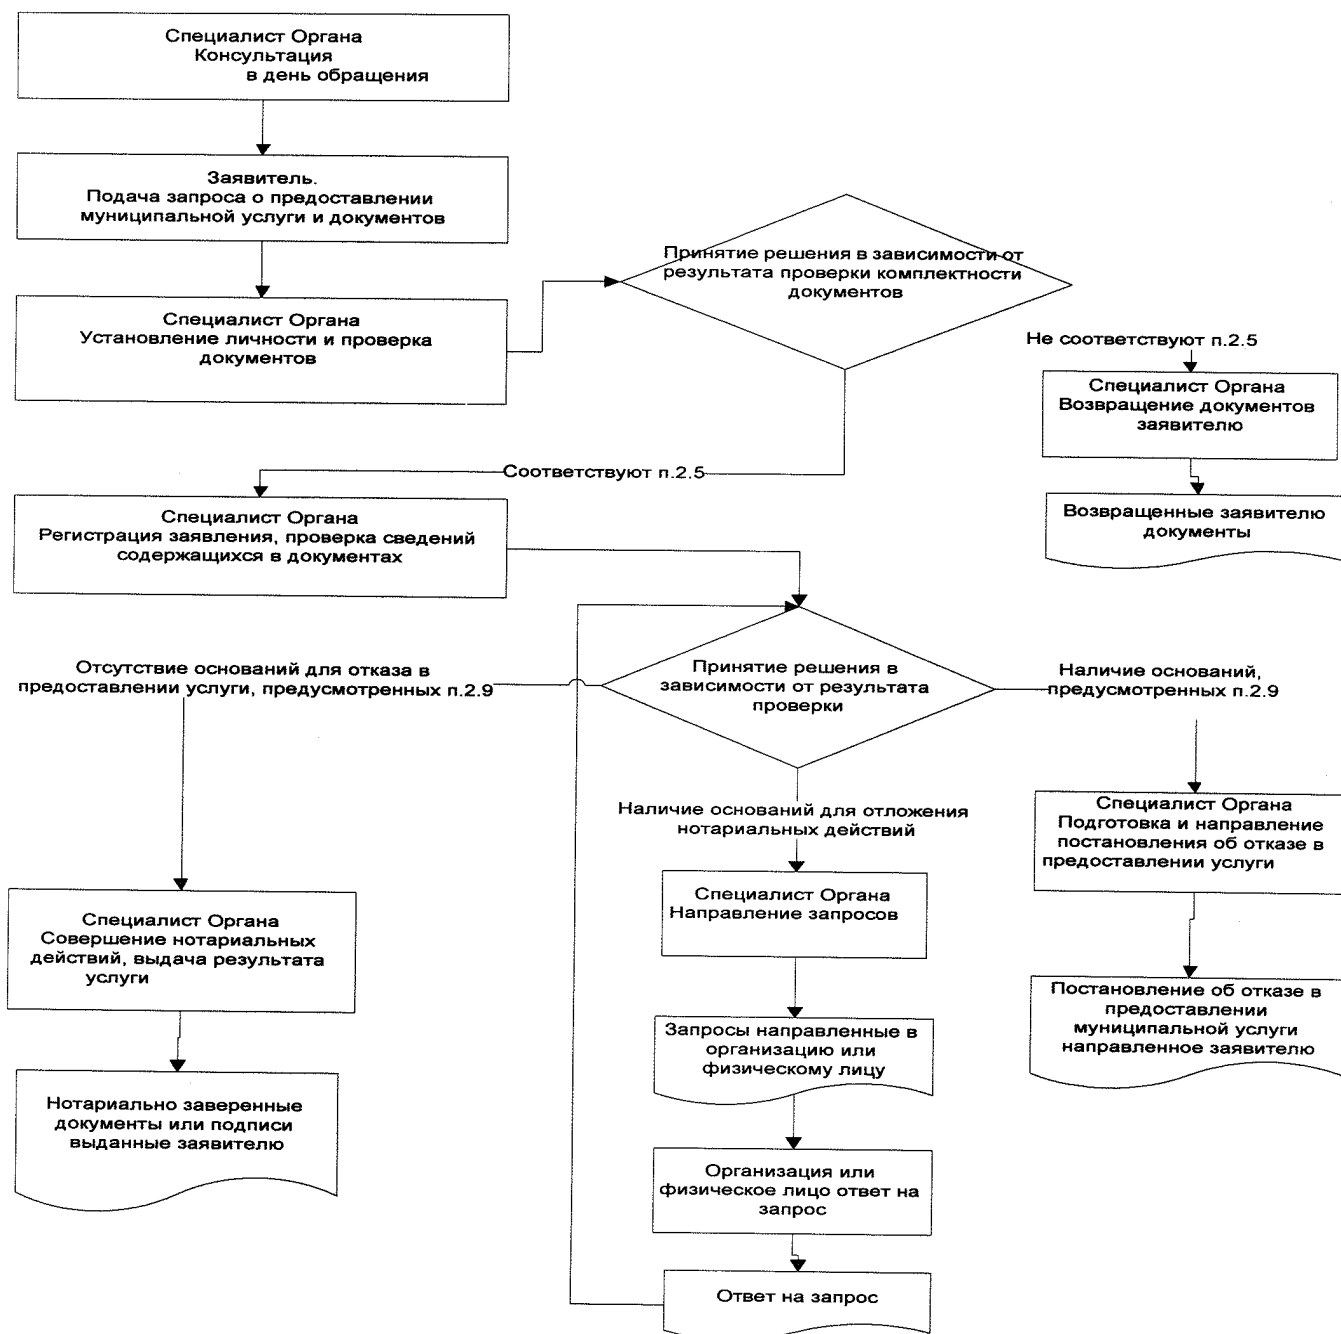 Специалист Органа
Консультация
в день обращения
Заявитель.
Подача запроса о предоставлении
муниципальной услуги и документов
Принятие решения в зависимости от
результата проверки комплектности
документов
Специалист Органа
Установление личности и проверка
документов
Не соответствуют п.2.5
Специалист Органа
Возвращение документов
заявителю
Соответствуют п.2.5
Возвращенные заявителю
документы
Специалист Органа
Регистрация заявления, проверка сведений
содержащихся в документах
Отсутствие оснований для отказа в
предоставлении услуги, предусмотренных п.2.9
Принятие решения в
зависимости от результата
проверки
Наличие оснований,
предусмотренных п.2.9
Наличие оснований для отложения
нотариальных действий
Специалист Органа
Подготовка и направление
постановления об отказе в
предоставлении услуги
Специалист Органа
Направление запросов
Специалист Органа
Совершение нотариальных
действий, выдача результата
услуги
Постановление об отказе в
предоставлении
муниципальной услуги
направленное заявителю
Запросы направленные в
организацию или
физическому лицу
Нотариально заверенные
документы или подписи
выданные заявителю
Организация или
физическое лицо ответ на
запрос
Ответ на запрос